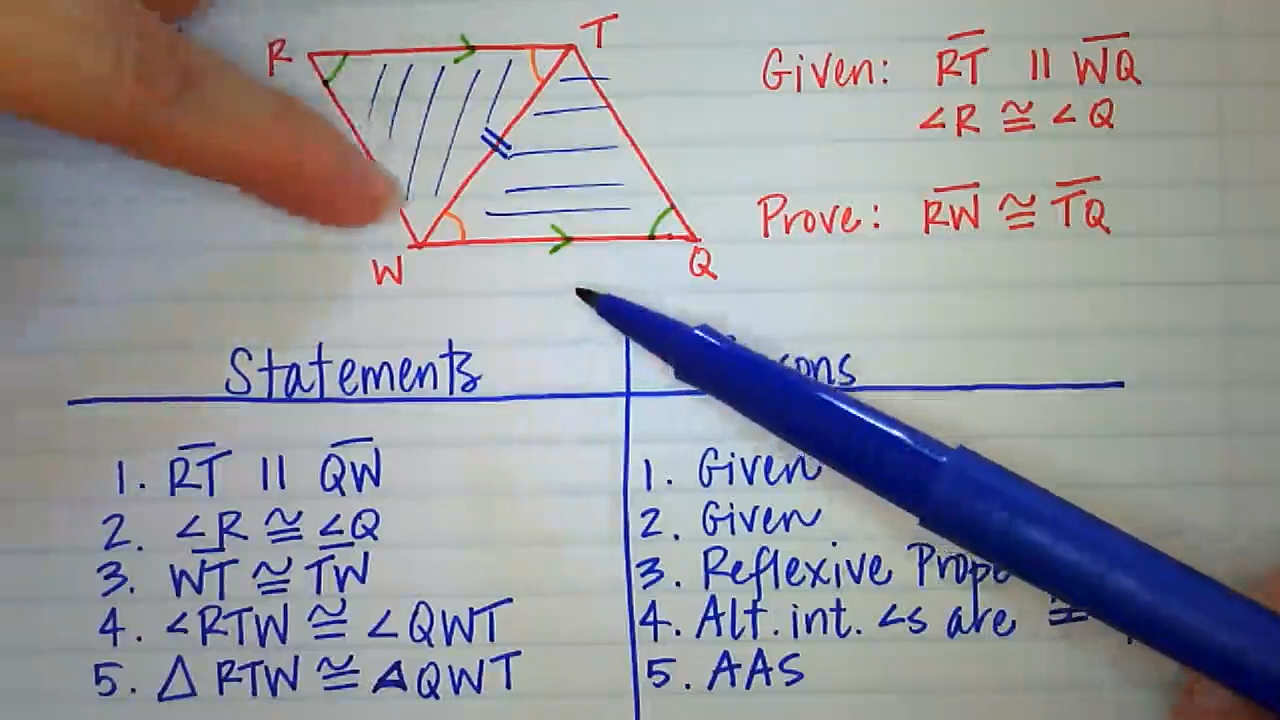 R
T
W
Q
Given: RT || WQ
∠R ≅ ∠Q
Prove: RW ≅ TQ
Statements
1. RT || QW
2. ∠R ≅ ∠Q
3. WT ≅ TW
4. ∠RTW ≅ ∠QWT
5. △ RTW ≅ △QWT
1. Given
2. Given
3. Reflexive
4. Alt. int. ∠s are ≅
5. AAS